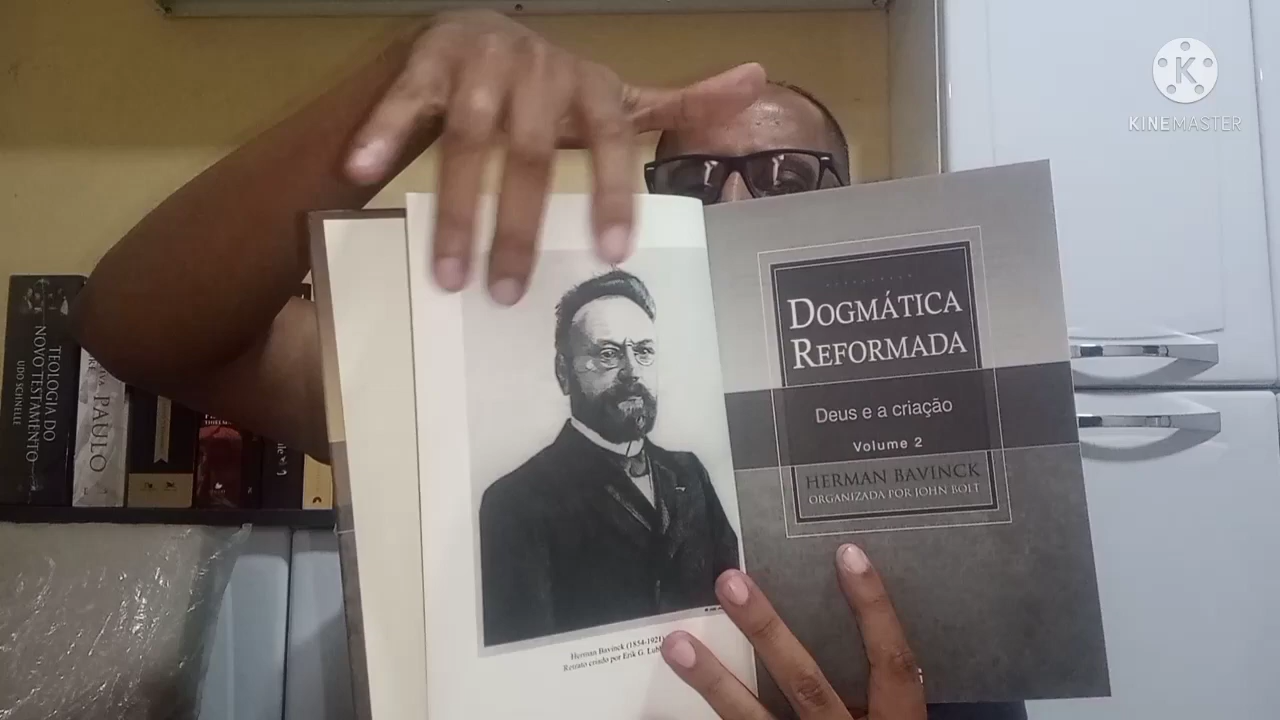 KINEMASTER
TEOLOGIA DO
NOVO TESTAMENTO
UDO SCHNELLE
PAULO
DOGMÁTICA
REFORMADA
Deus e a criação
Volume 2
HERMAN BAVINCK
ORGANIZADA POR JOHN BOLT
Herman Bavinck (1854-1921)
Retrato criado por Erik G.